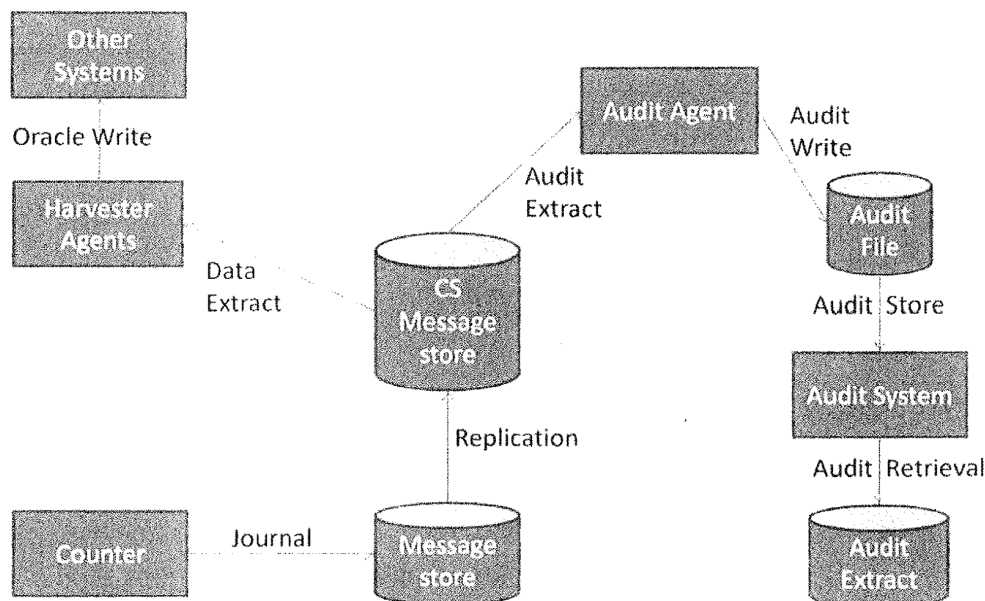 Other
Systems
Oracle Write
Harvester
Agents
Data
Extract
Audit Agent
Audit
Write
Audit
Extract
Audit
File
CS
Message
store
Audit Store
Audit System
Replication
Audit Retrieval
Counter
Journal
Message
store
Audit
Extract